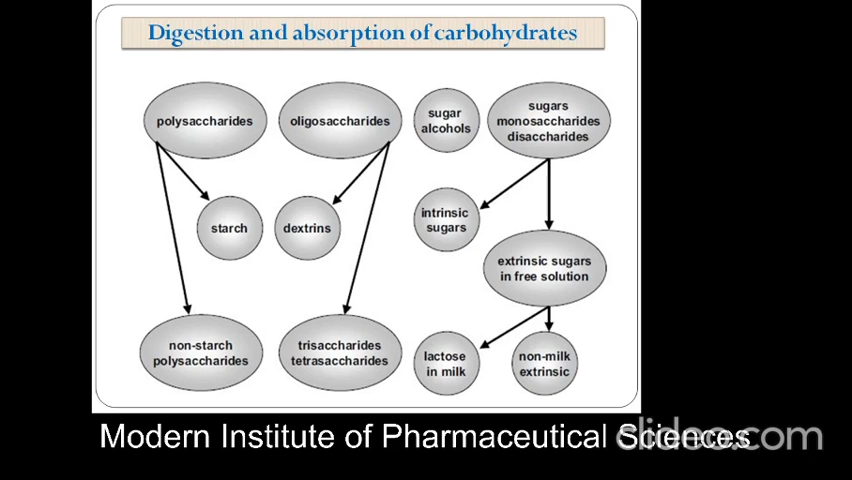 Digestion and absorption of carbohydrates
polysaccharides
oligosaccharides
sugar
alcohols
sugars
monosaccharides
disaccharides
starch
dextrins
intrinsic
sugars
extrinsic sugars
in free solution
non-starch
polysaccharides
trisaccharides
tetrasaccharides
lactose
in milk
non-milk
extrinsic
Modern Institute of Pharmaceutical Sciences
clideo.com